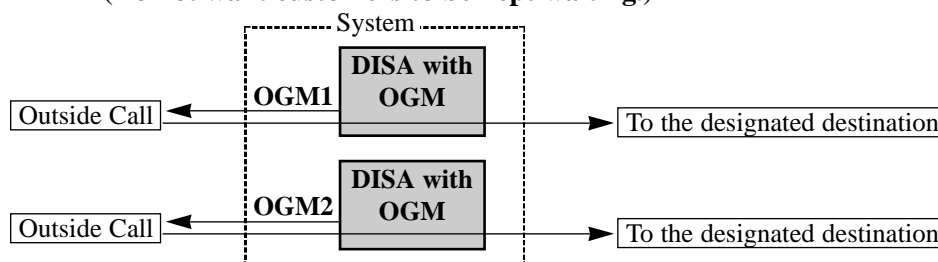 System
DISA with
OGM
OGM1
Outside Call
To the designated destination
DISA with
OGM
OGM2
Outside Call
To the designated destination